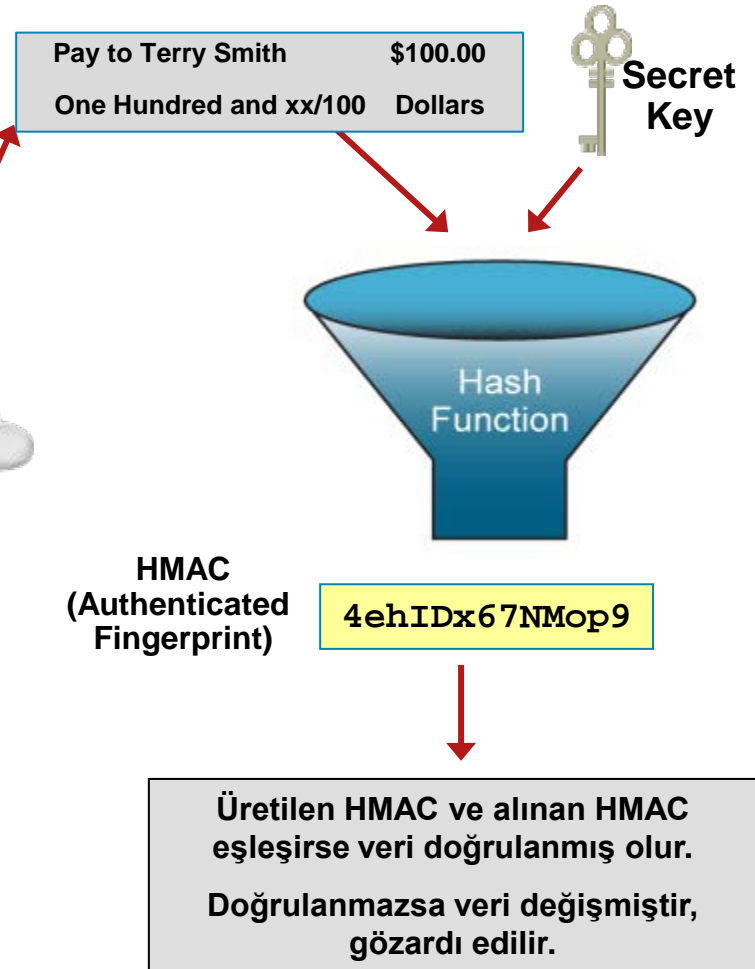 Pay to Terry Smith $100.00
One Hundred and xx/100 Dollars
Secret
Key
Hash
Function
HMAC
(Authenticated
Fingerprint)
4ehIDx67NMop9
Üretilen HMAC ve alınan HMAC
eşleşirse veri doğrulanmış olur.
Doğrulanmazsa veri değişmiştir,
gözardı edilir.